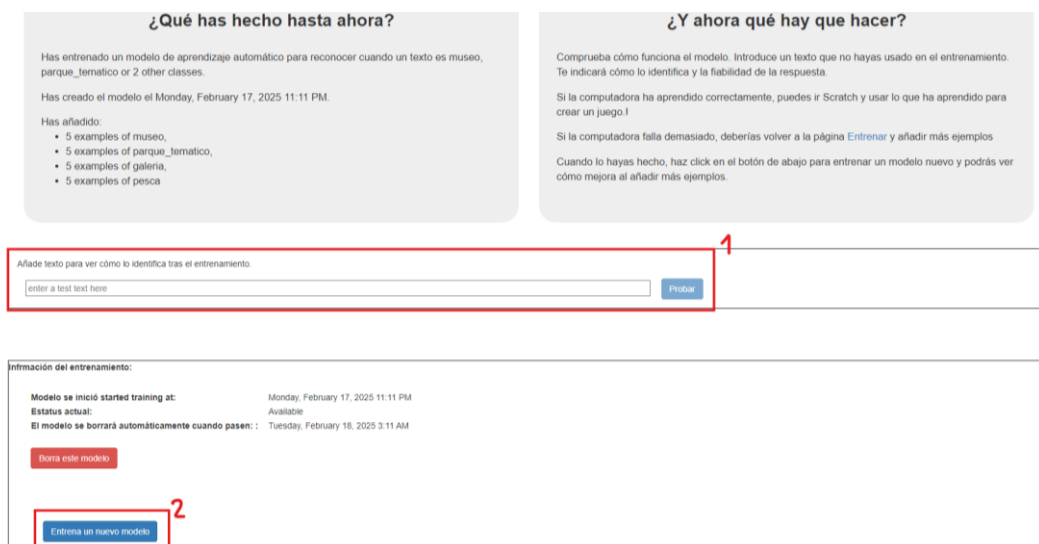 ¿Qué has hecho hasta ahora?
Has entrenado un modelo de aprendizaje automático para reconocer cuando un texto es museo,
parque_tematico or 2 other classes.
Has creado el modelo el Monday, February 17, 2025 11:11 PM.
Has añadido:
• 5 examples of museo,
• 5 examples of parque_tematico,
• 5 examples of galeria,
• 5 examples of pesca
¿Y ahora qué hay que hacer?
Comprueba cómo funciona el modelo. Introduce un texto que no hayas usado en el entrenamiento.
Te indicará cómo lo identifica y la fiabilidad de la respuesta.
Si la computadora ha aprendido correctamente, puedes ir Scratch y usar lo que ha aprendido para
crear un juego.l
Si la computadora falla demasiado, deberías volver a la página Entrenar y añadir más ejemplos
Cuando lo hayas hecho, haz click en el botón de abajo para entrenar un modelo nuevo y podrás ver
cómo mejora al añadir más ejemplos.
1
Añade texto para ver cómo lo identifica tras el entrenamiento.
enter a test text here
Probar
Infrmación del entrenamiento:
Modelo se inició started training at: Monday, February 17, 2025 11:11 PM
Estatus actual: Available
El modelo se borrará automáticamente cuando pasen: : Tuesday, February 18, 2025 3:11 AM
Borra este modelo
2
Entrena un nuevo modelo